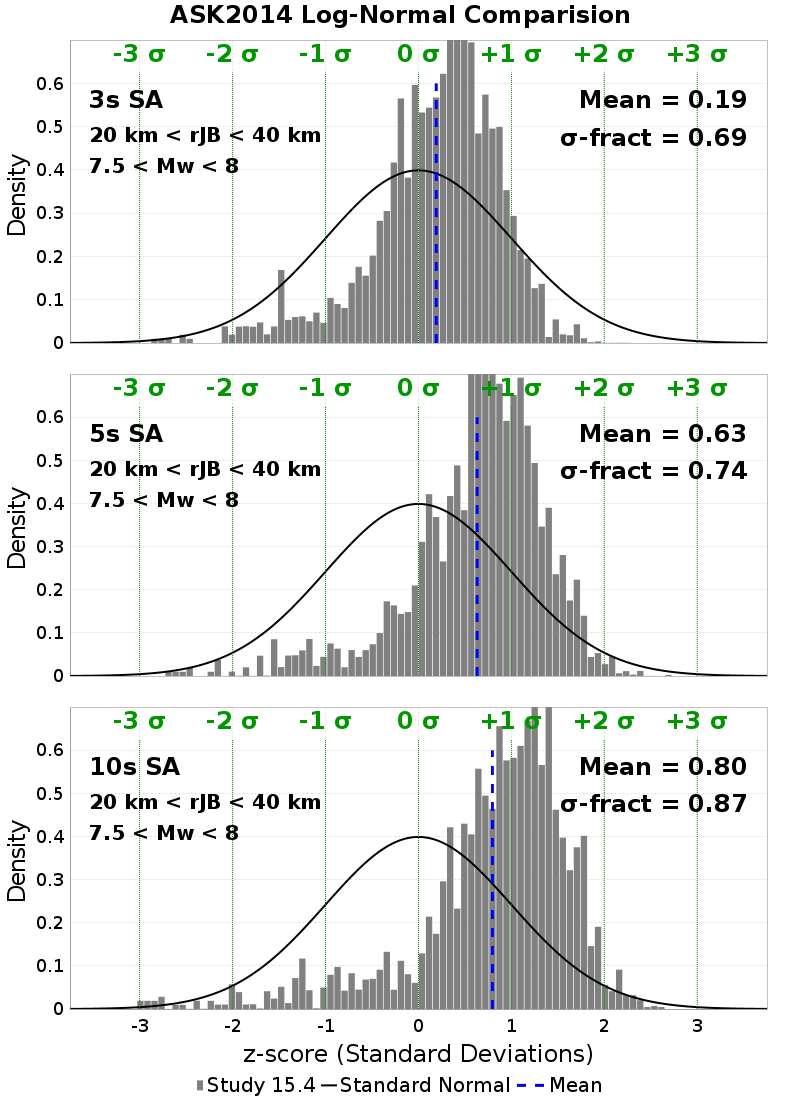 ASK2014 Log-Normal Comparision
-3 σ -2 σ -1 σ 0 σ +1 σ +2 σ +3 σ
3s SA
Mean = 0.19
20 km < rJB < 40 km
σ-fract = 0.69
7.5 < Mw < 8
Density
0.6
0.5
0.4
0.3
0.2
0.1
0
-3 σ -2 σ -1 σ 0 σ +1 σ +2 σ +3 σ
5s SA
Mean = 0.63
20 km < rJB < 40 km
σ-fract = 0.74
7.5 < Mw < 8
Density
0.6
0.5
0.4
0.3
0.2
0.1
0
-3 σ -2 σ -1 σ 0 σ +1 σ +2 σ +3 σ
10s SA
Mean = 0.80
20 km < rJB < 40 km
σ-fract = 0.87
7.5 < Mw < 8
Density
0.6
0.5
0.4
0.3
0.2
0.1
0
-3 -2 -1 0 1 2 3
z-score (Standard Deviations)
Study 15.4 Standard Normal Mean